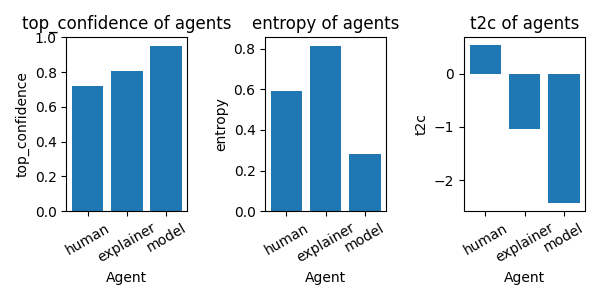 top_confidence of agents
top_confidence
1.0
0.8
0.6
0.4
0.2
0.0
human
explainer
model
Agent
entropy of agents
entropy
0.8
0.6
0.4
0.2
0.0
human
explainer
model
Agent
t2c of agents
t2c
0
−1
−2
human
explainer
model
Agent